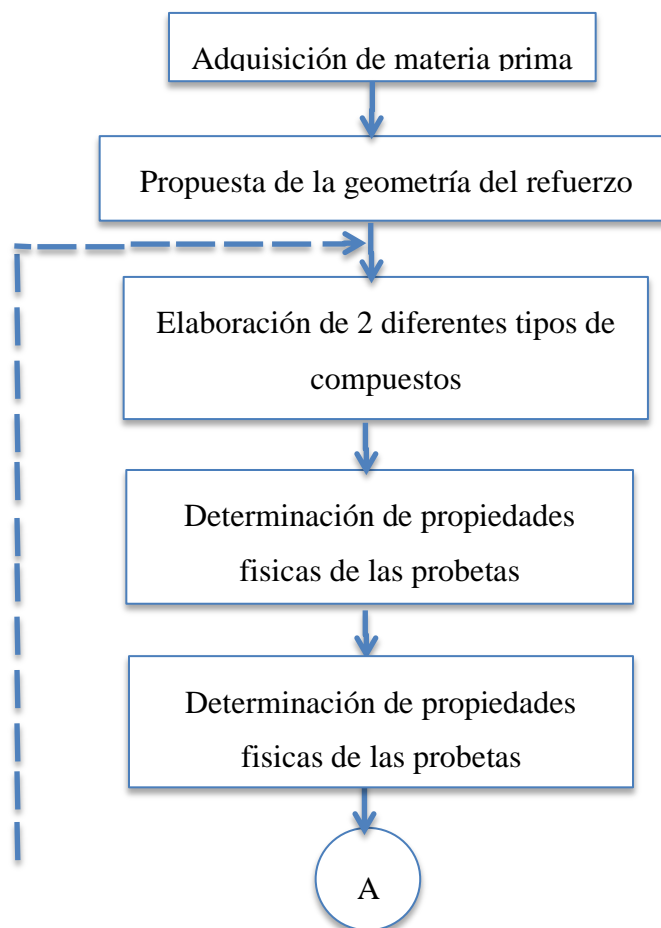 Adquisición de materia prima
Propuesta de la geometría del refuerzo
Elaboración de 2 diferentes tipos de
compuestos
Determinación de propiedades
fisicas de las probetas
Determinación de propiedades
fisicas de las probetas
A